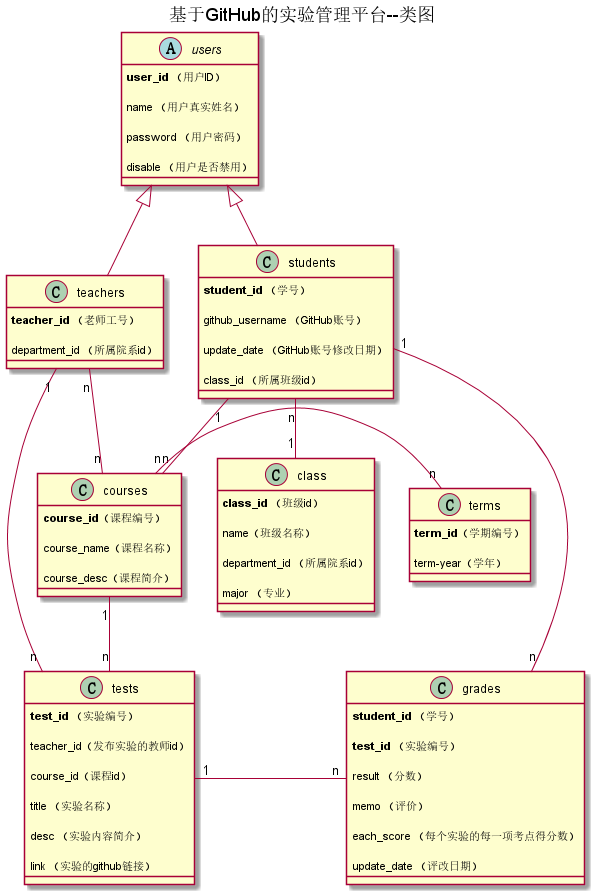 基于GitHub的实验管理平台--类图
A users
user_id （用户ID）
name （用户真实姓名）
password （用户密码）
disable （用户是否禁用）
C teachers
teacher_id （老师工号）
department_id （所属院系id）
C students
student_id （学号）
github_username （GitHub账号）
update_date （GitHub账号修改日期）
class_id （所属班级id）
1
n
1
n
1
n
n
n
n
1
n
C courses
course_id（课程编号）
course_name（课程名称）
course_desc（课程简介）
C class
class_id （班级id）
name（班级名称）
department_id （所属院系id）
major （专业）
C terms
term_id（学期编号）
term-year（学年）
1
n
n
n
C tests
test_id （实验编号）
teacher_id（发布实验的教师id）
course_id（课程id）
title （实验名称）
desc （实验内容简介）
link （实验的github链接）
1
n
C grades
student_id （学号）
test_id （实验编号）
result （分数）
memo （评价）
each_score （每个实验的每一项考点得分数）
update_date （评改日期）